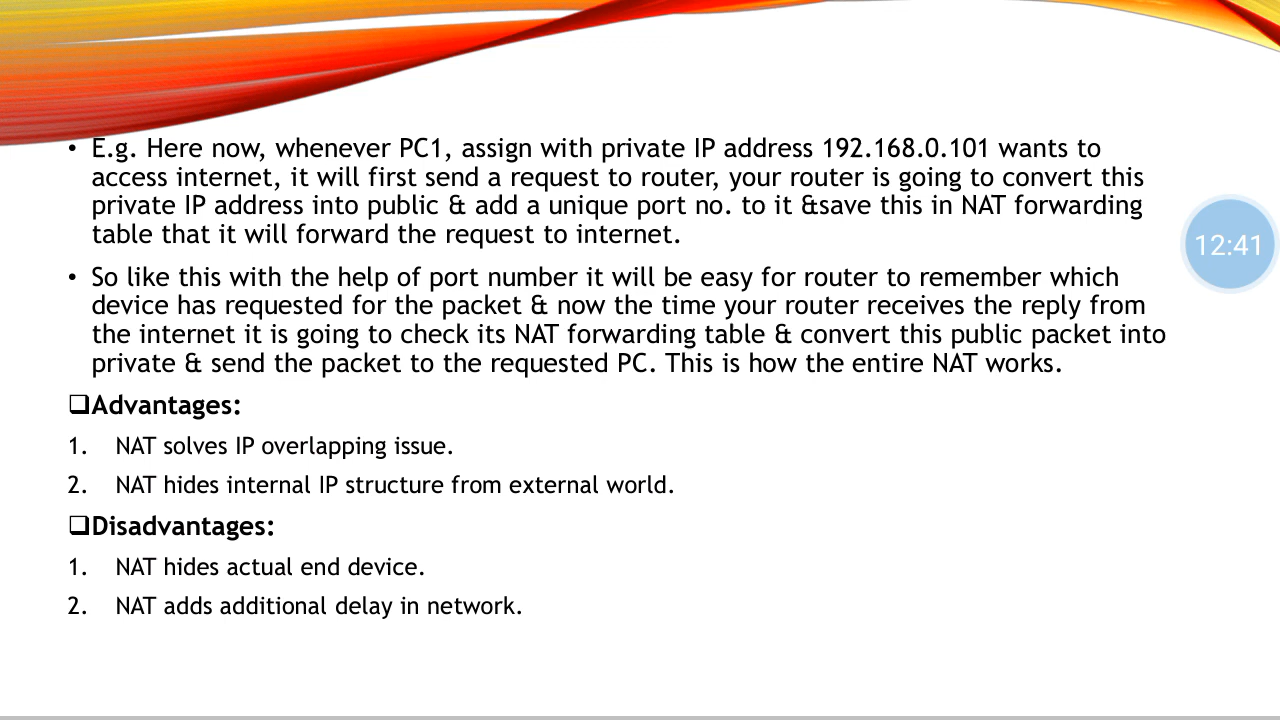 • E.g. Here now, whenever PC1, assign with private IP address 192.168.0.101 wants to
access internet, it will first send a request to router, your router is going to convert this
private IP address into public & add a unique port no. to it &save this in NAT forwarding
table that it will forward the request to internet.
• So like this with the help of port number it will be easy for router to remember which
device has requested for the packet & now the time your router receives the reply from
the internet it is going to check its NAT forwarding table & convert this public packet into
private & send the packet to the requested PC. This is how the entire NAT works.
❑Advantages:
1. NAT solves IP overlapping issue.
2. NAT hides internal IP structure from external world.
❑Disadvantages:
1. NAT hides actual end device.
2. NAT adds additional delay in network.
12:41